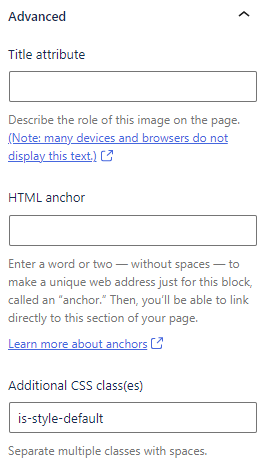 Advanced
Title attribute
Describe the role of this image on the page.
(Note: many devices and browsers do not
display this text.)
HTML anchor
Enter a word or two — without spaces — to
make a unique web address just for this block,
called an “anchor.” Then, you’ll be able to link
directly to this section of your page.
Learn more about anchors
Additional CSS class(es)
is-style-default
Separate multiple classes with spaces.